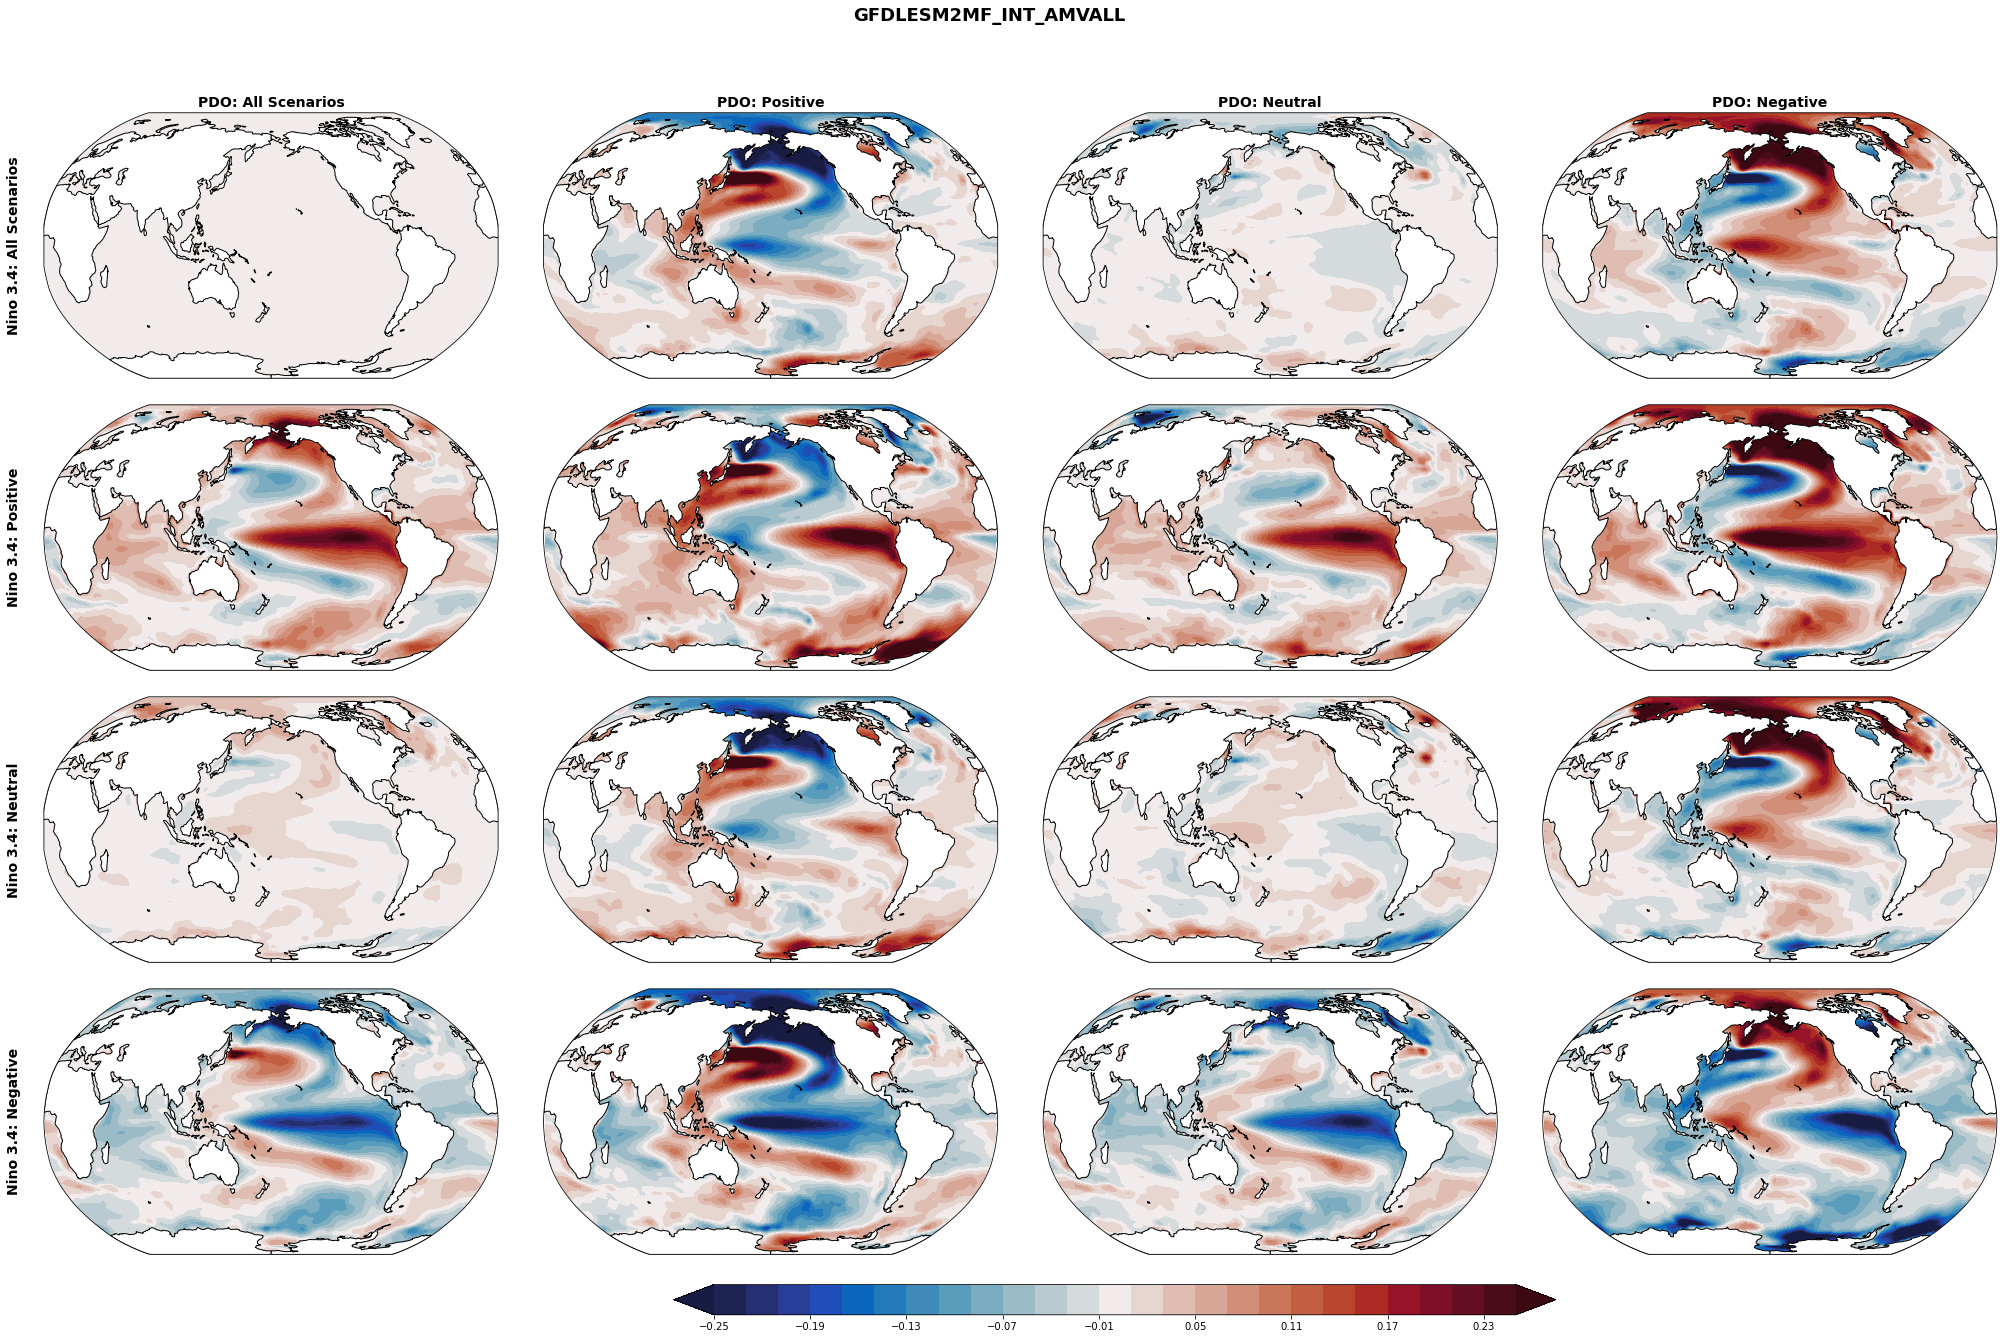 GFDLESM2MF_INT_AMVALL
PDO: All Scenarios
PDO: Positive
PDO: Neutral
PDO: Negative
Nino 3.4: All Scenarios
Nino 3.4: Positive
Nino 3.4: Neutral
Nino 3.4: Negative
−0.25 −0.19 −0.13 −0.07 −0.01 0.05 0.11 0.17 0.23